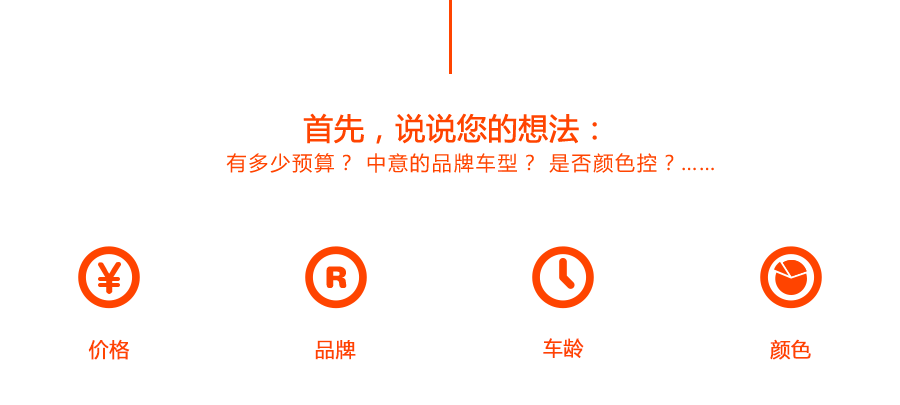 首先，说说您的想法：
有多少预算？ 中意的品牌车型？ 是否颜色控？……
¥ R
价格 品牌 车龄 颜色